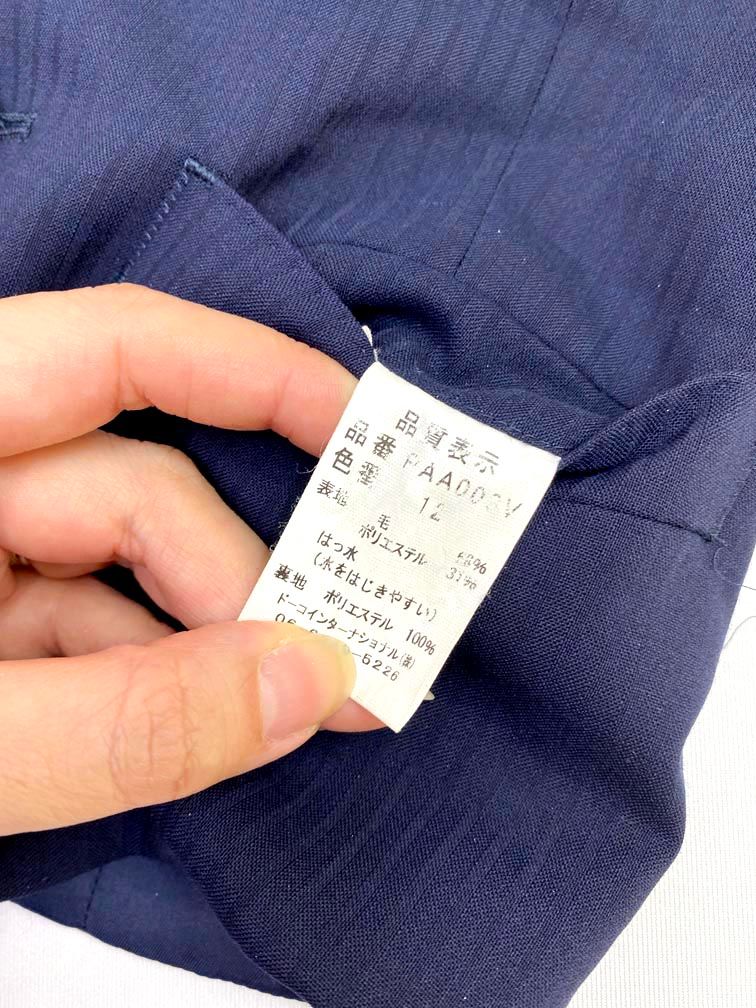 品質表示
品番 PAA003V
色番 12
表地
毛
ポリエステル
はっ水
(水をはじきやすい)
裏地 ポリエステル 100%
ドーコインターナショナル(株)
-5226